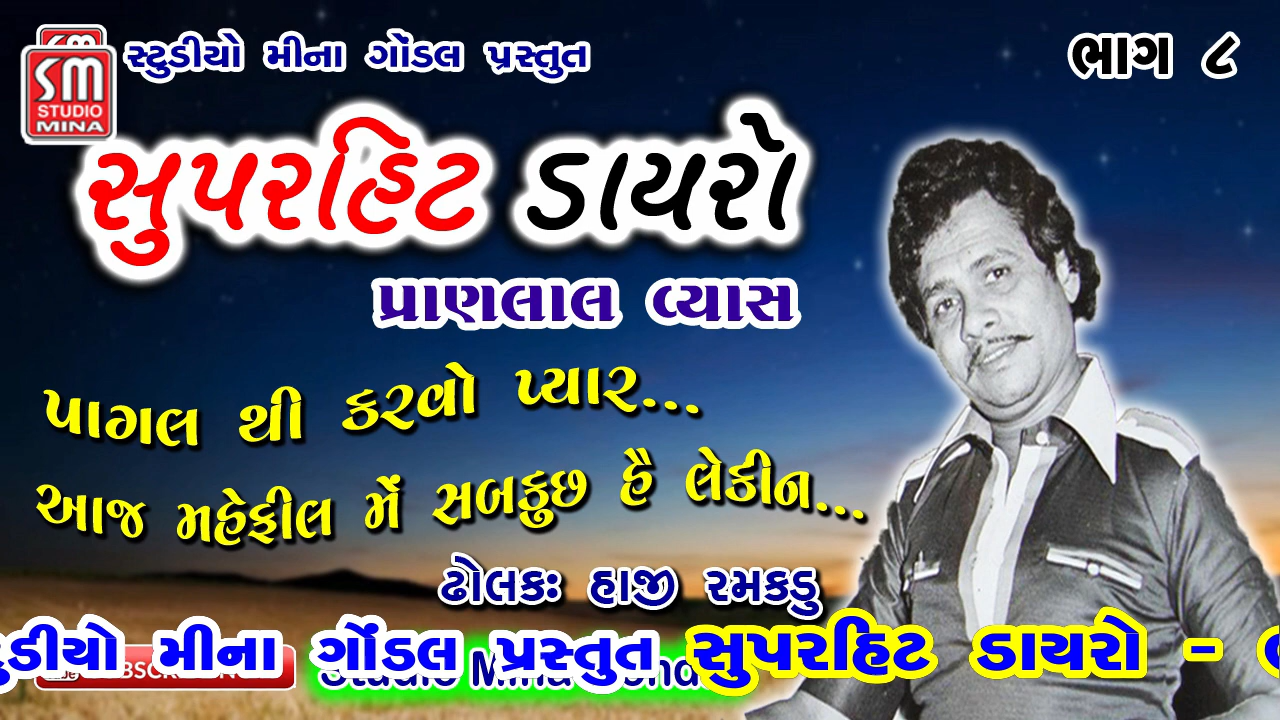 SM
STUDIO
MINA
સ્ટુડીયો મીના ગોંડલ પ્રસ્તુત
ભાગ ૮
સુપરહિટ ડાયરો
પ્રાણલાલ વ્યાસ
પાગલ થી કરવો પ્યાર...
આજ મહેફીલ મેં સબકુછ હૈ લેકીન...
ઢોલકઃ હાજી રમકડુ
મીના ગોંડલ પ્રસ્તુત સુપરહિટ ડાયરો -